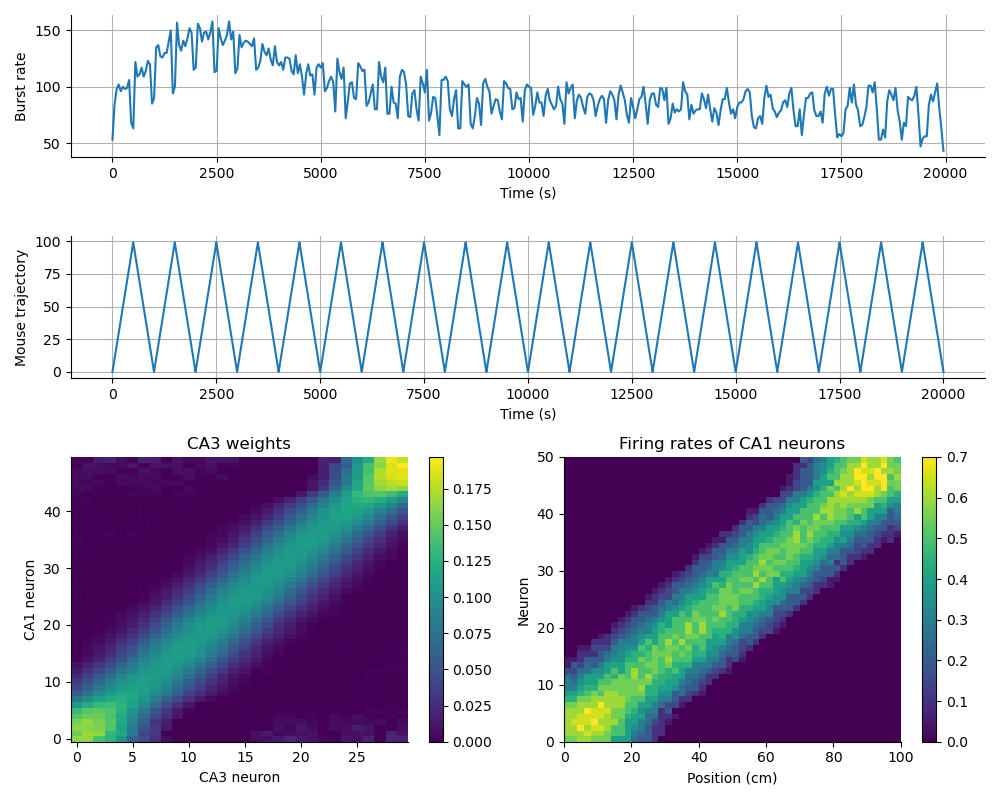 150
100
50
Burst rate
0 2500 5000 7500 10000 12500 15000 17500 20000
Time (s)
100
75
50
25
0
Mouse trajectory
0 2500 5000 7500 10000 12500 15000 17500 20000
Time (s)
CA3 weights
40
30
20
10
0
CA1 neuron
0 5 10 15 20 25
CA3 neuron
0.175
0.150
0.125
0.100
0.075
0.050
0.025
0.000
Firing rates of CA1 neurons
50
40
30
20
10
0
Neuron
0 20 40 60 80 100
Position (cm)
0.7
0.6
0.5
0.4
0.3
0.2
0.1
0.0